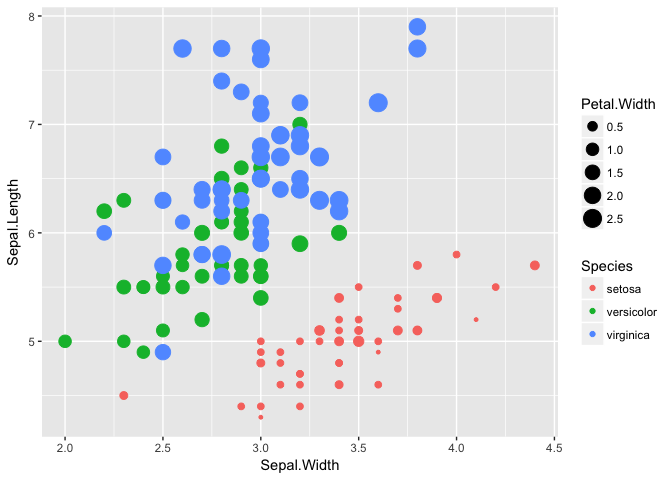 8
7
6
5
Sepal.Length
2.0 2.5 3.0 3.5 4.0 4.5
Sepal.Width
Petal.Width
0.5
1.0
1.5
2.0
2.5
Species
setosa
versicolor
virginica